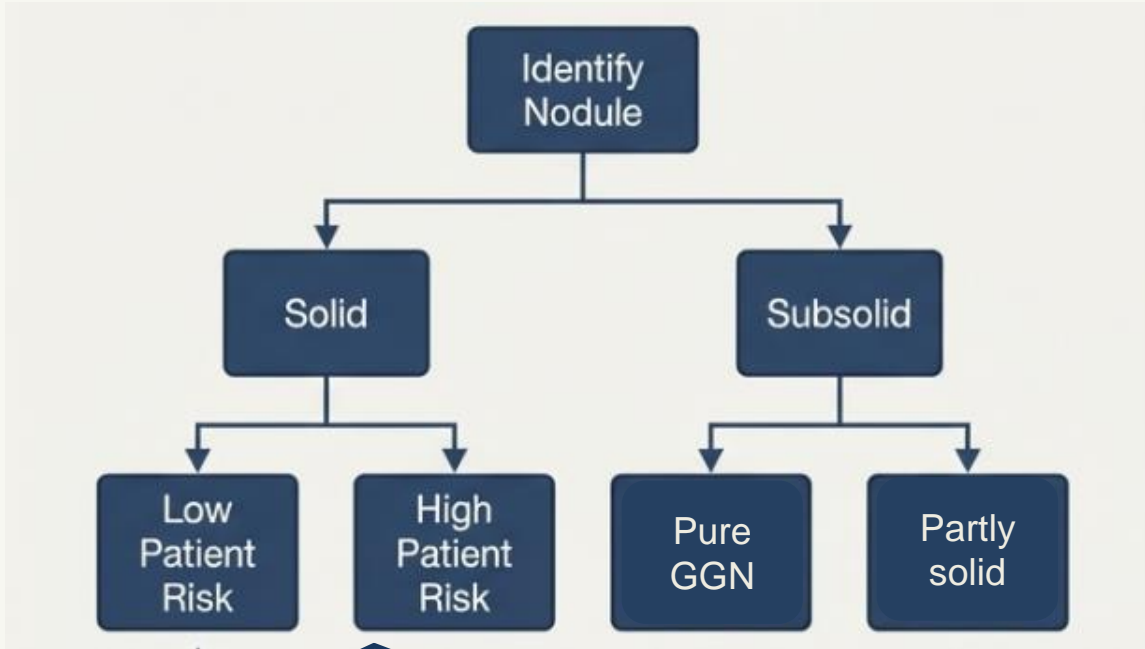 Identify
Nodule
Solid
Subsolid
Low
Patient
Risk
High
Patient
Risk
Pure
GGN
Partly
solid